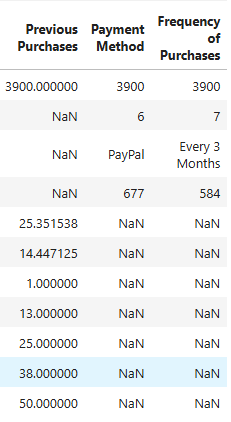 Previous Purchases Payment Method Frequency of Purchases
3900.000000 3900 3900
NaN 6 7
NaN PayPal Every 3 Months
NaN 677 584
25.351538 NaN NaN
14.447125 NaN NaN
1.000000 NaN NaN
13.000000 NaN NaN
25.000000 NaN NaN
38.000000 NaN NaN
50.000000 NaN NaN